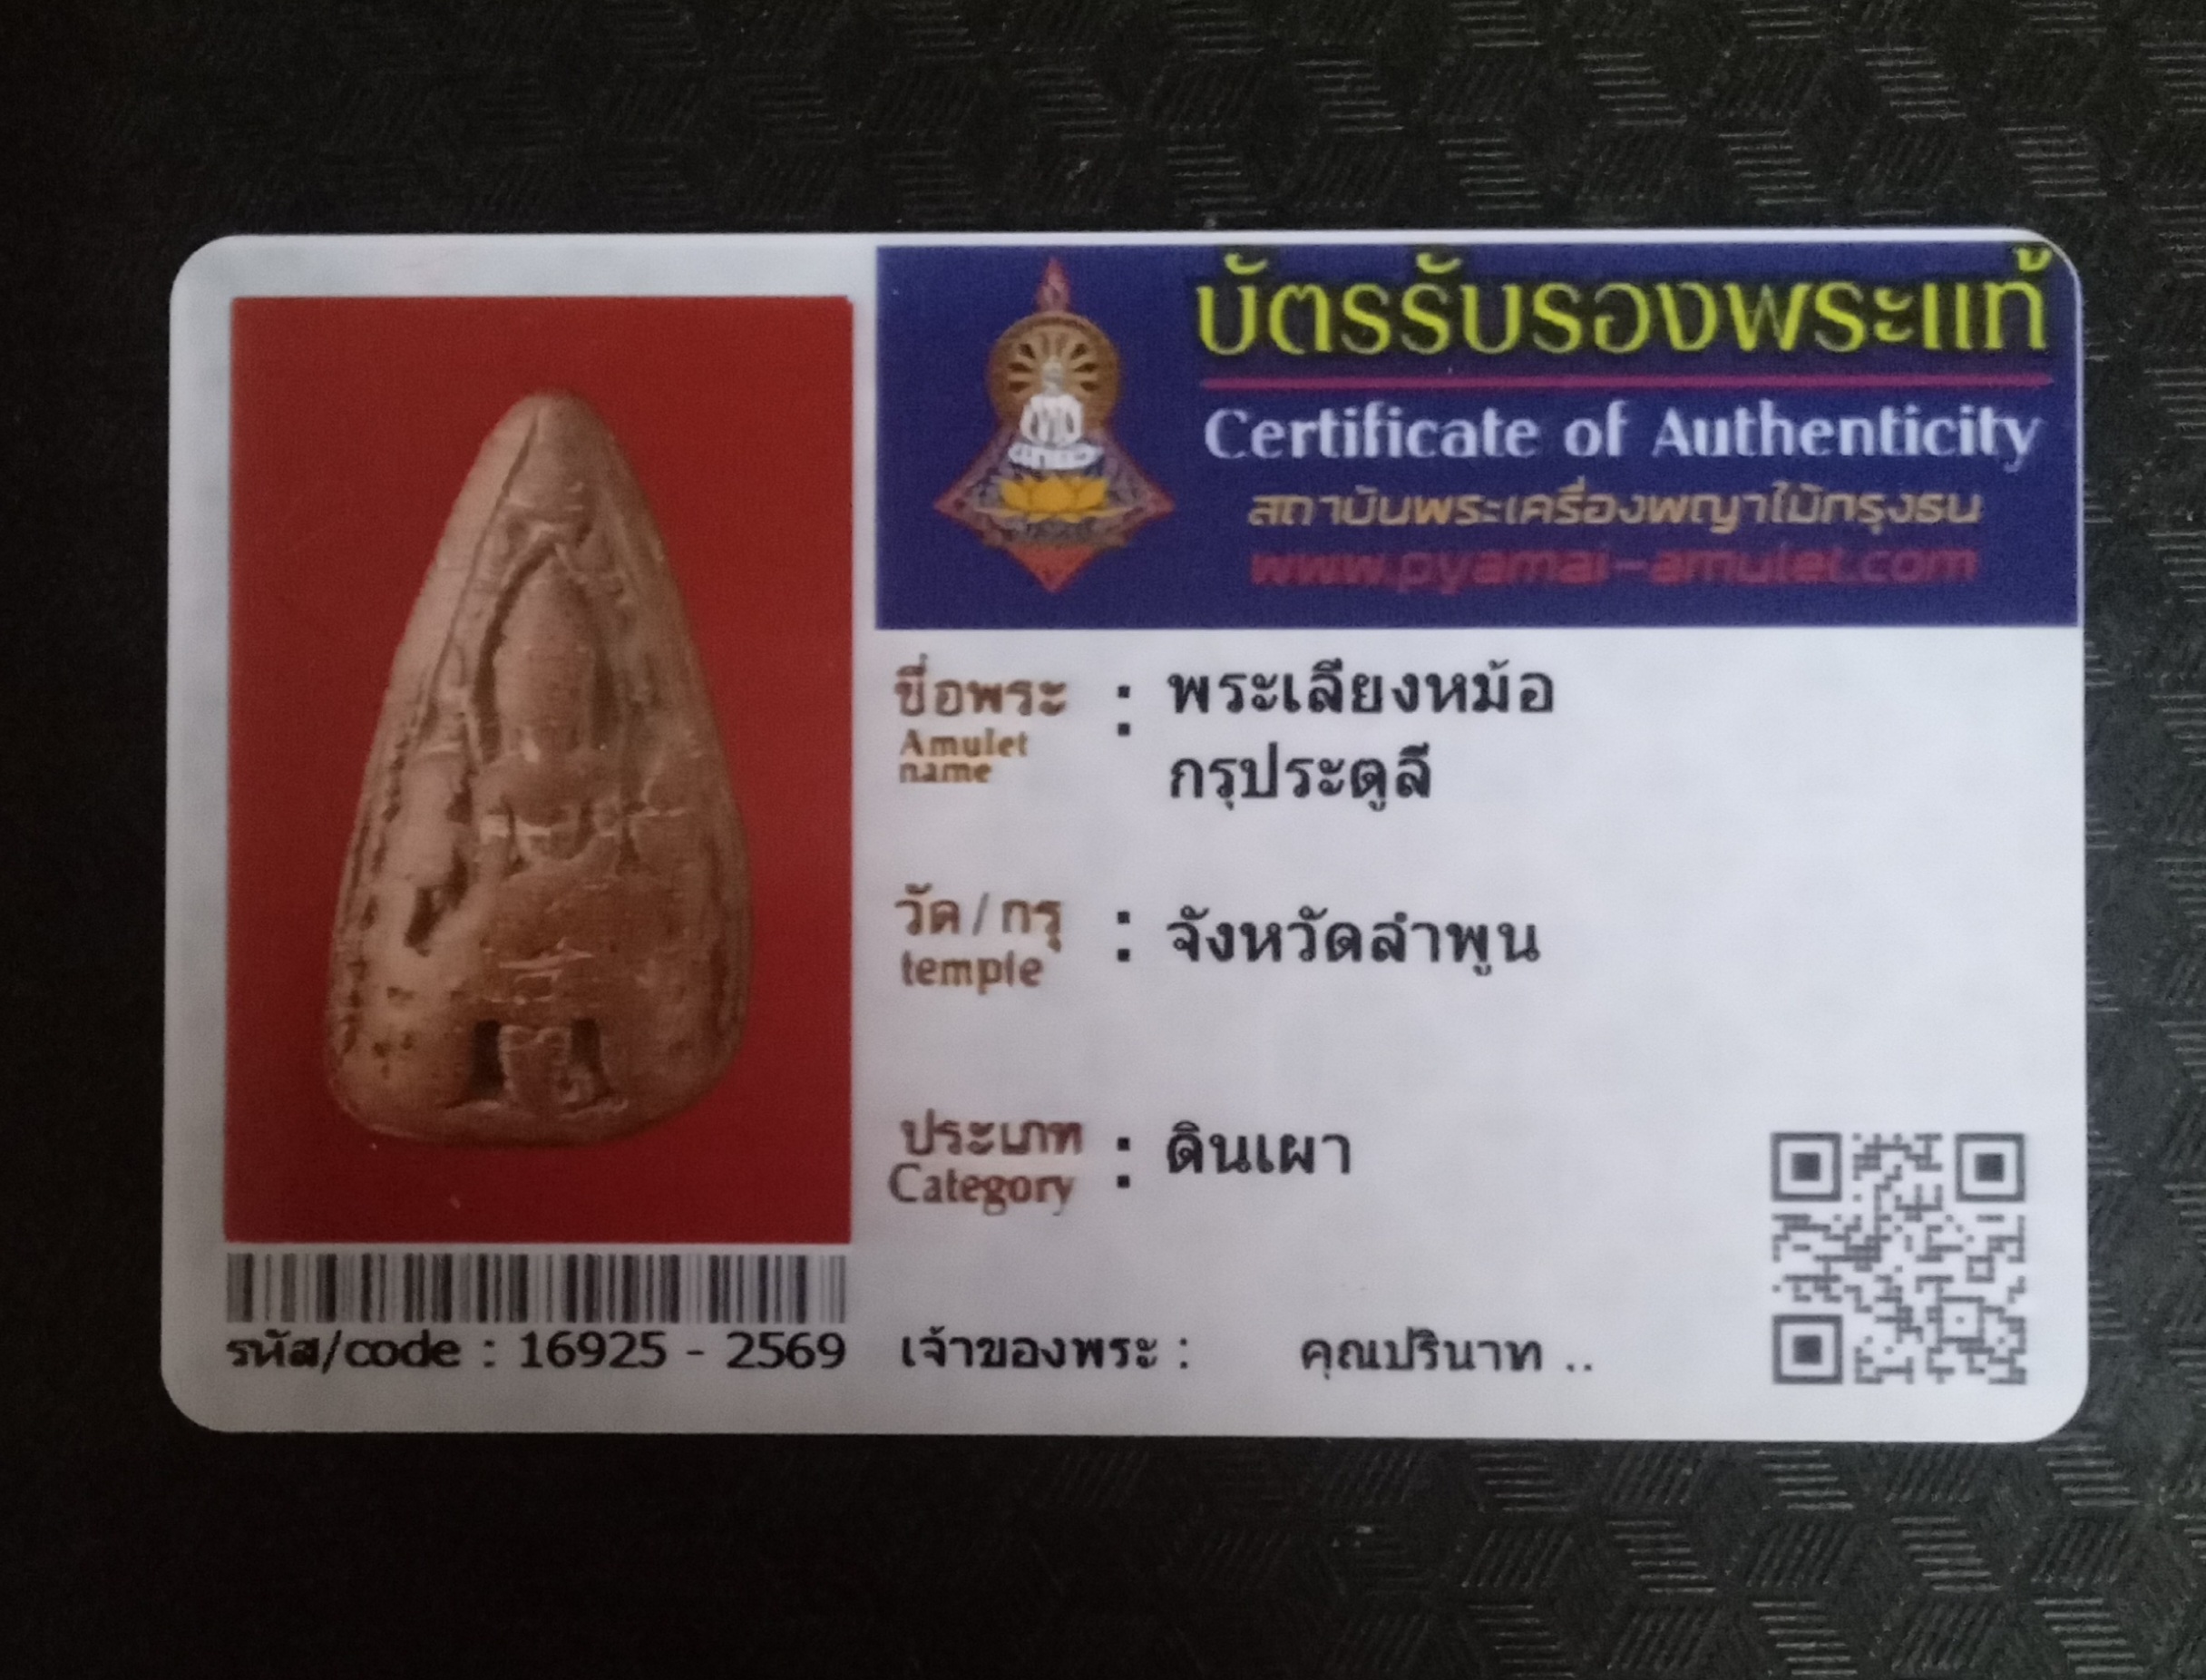 บัตรรับรองพระแท้
Certificate of Authenticity
สถาบันพระเครื่องพญาไม้กรุงธน
www.pyamai-amulet.com
ชื่อพระ : พระเลี่ยงหม้อ
Amulet name
กรุประตูลี้
วัด/กรุ : จังหวัดลำพูน
temple
ประเภท : ดินเผา
Category
รหัส/code : 16925 - 2569
เจ้าของพระ : คุณปรินาท ..